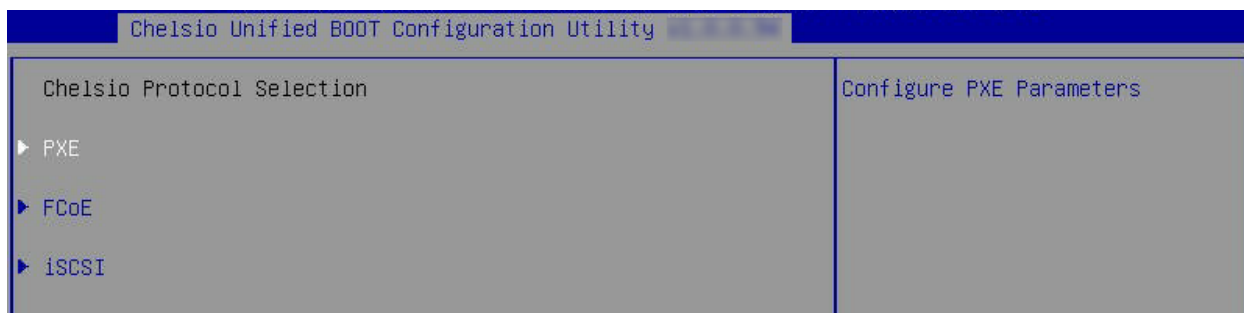 Chelsio Unified BOOT Configuration Utility
Chelsio Protocol Selection
Configure PXE Parameters
PXE
FCoE
iSCSI